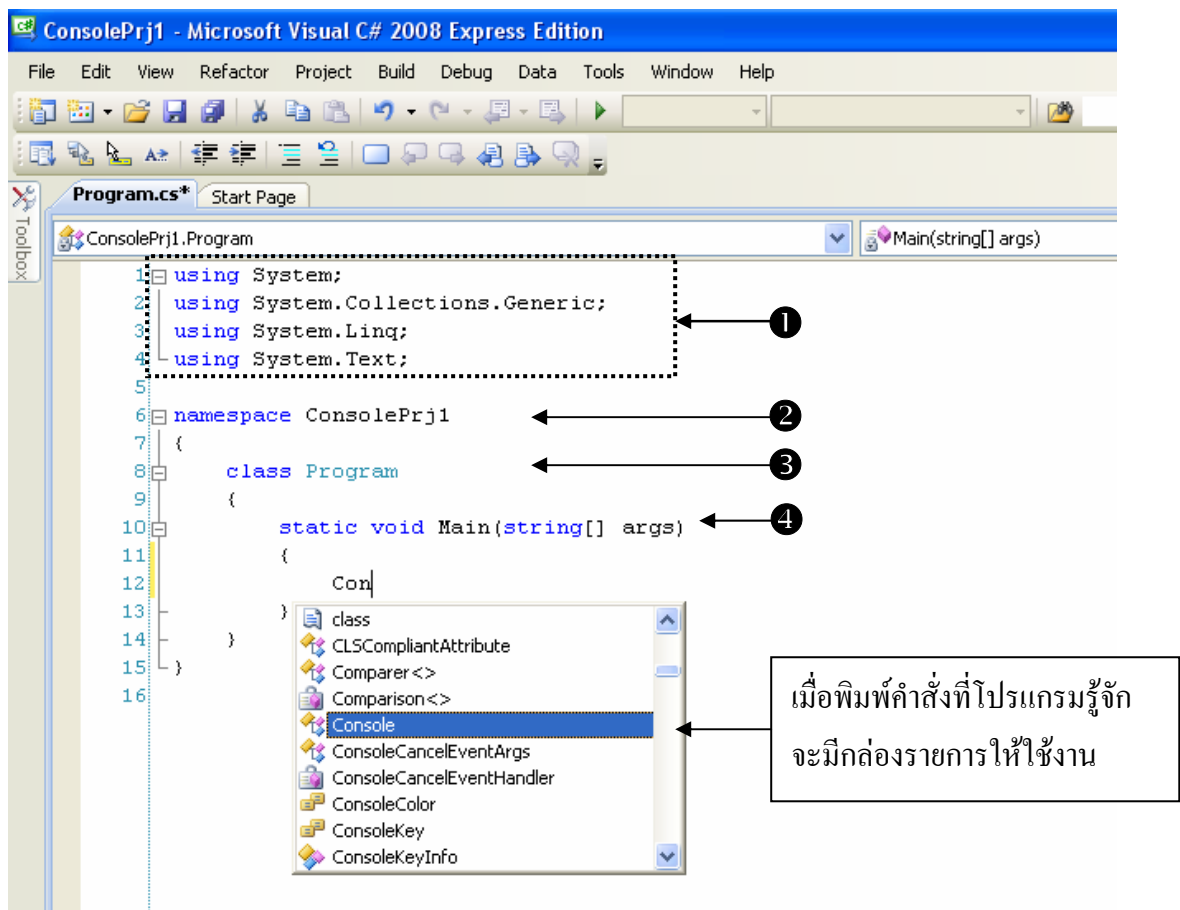 ConsolePrj1 - Microsoft Visual C# 2008 Express Edition
File Edit View Refactor Project Build Debug Data Tools Window Help
Program.cs* Start Page
Toolbox
ConsolePrj1.Program Main(string[] args)
1 using System;
2 using System.Collections.Generic;
3 using System.Linq;
4 using System.Text;
❶
5
6 namespace ConsolePrj1 ❷
7 {
8 class Program ❸
9 {
10 static void Main(string[] args) ❹
11 {
12 Con
13 }
14 }
15 }
16
class
CLSCompliantAttribute
Comparer<>
Comparison<>
Console
ConsoleCancelEventArgs
ConsoleCancelEventHandler
ConsoleColor
ConsoleKey
ConsoleKeyInfo
เมื่อพิมพ์คำสั่งที่โปรแกรมรู้จัก
จะมีกล่องรายการให้ใช้งาน